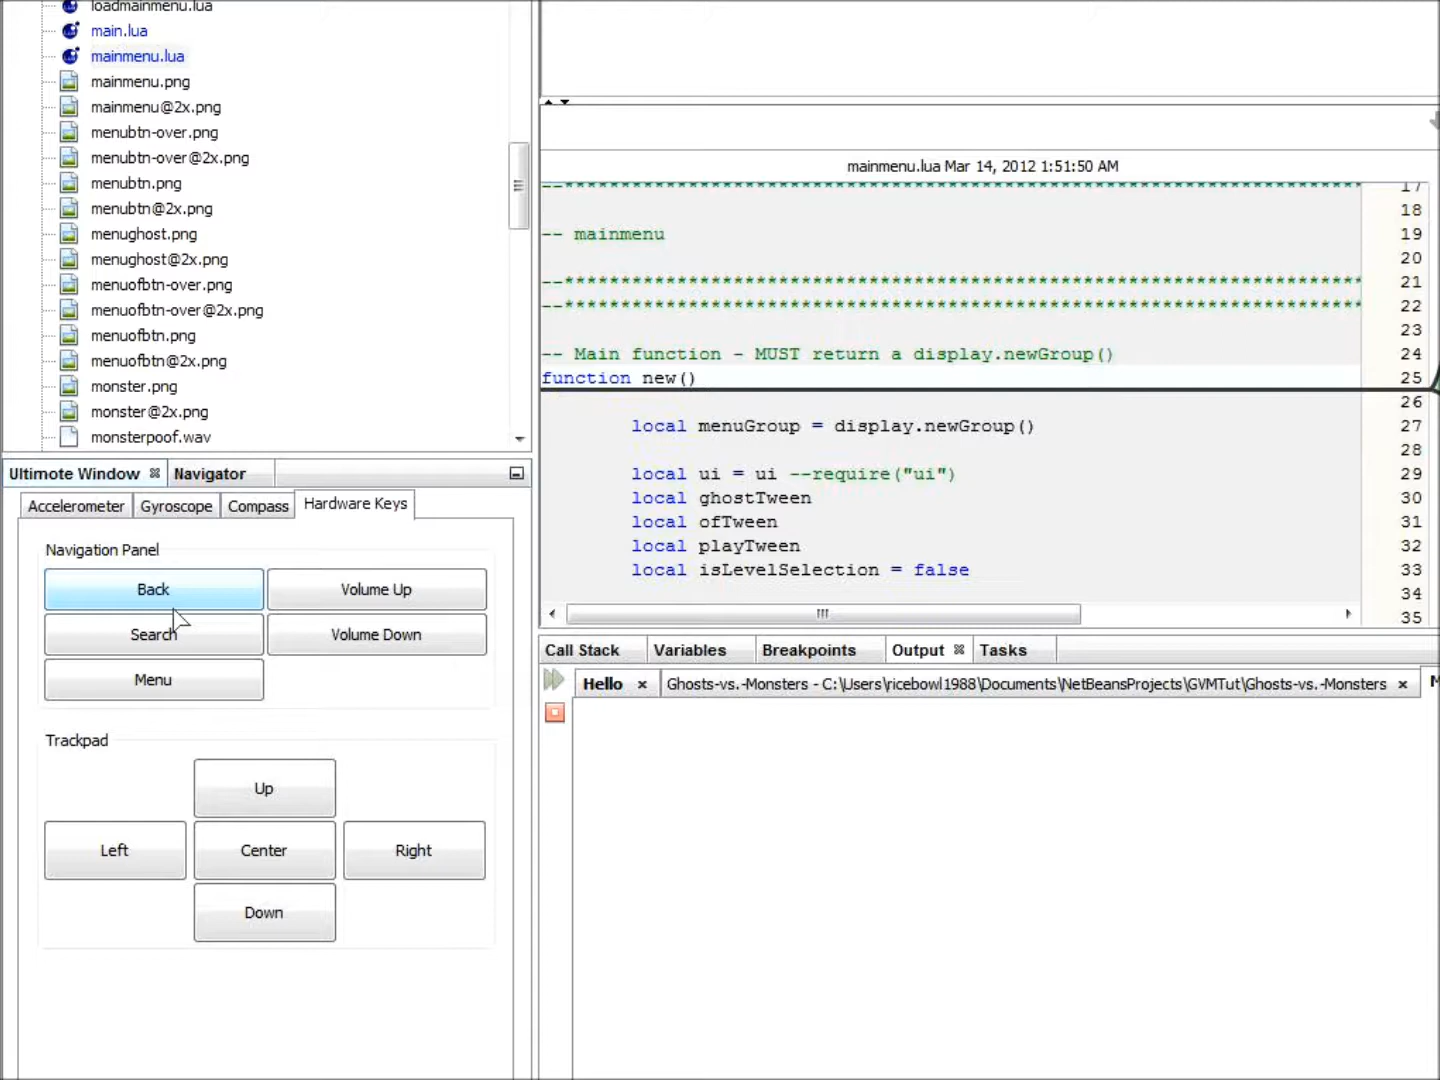 loadmainmenu.lua
main.lua
mainmenu.lua
mainmenu.png
mainmenu@2x.png
menubtn-over.png
menubtn-over@2x.png
menubtn.png
menubtn@2x.png
menughost.png
menughost@2x.png
menuofbtn-over.png
menuofbtn-over@2x.png
menuofbtn.png
menuofbtn@2x.png
monster.png
monster@2x.png
monsterpoof.wav
Ultimote Window Navigator
Accelerometer Gyroscope Compass Hardware Keys
Navigation Panel
Back Volume Up
Search Volume Down
Menu
Trackpad
Up
Left Center Right
Down
mainmenu.lua Mar 14, 2012 1:51:50 AM
17
18
-- mainmenu 19
20
21
22
23
-- Main function - MUST return a display.newGroup() 24
function new() 25
26
local menuGroup = display.newGroup() 27
28
local ui = ui --require("ui") 29
local ghostTween 30
local ofTween 31
local playTween 32
local isLevelSelection = false 33
34
35
Call Stack Variables Breakpoints Output Tasks
Hello Ghosts-vs.-Monsters - C:\Users\ricebowl1988\Documents\NetBeansProjects\GVMTut\Ghosts-vs.-Monsters